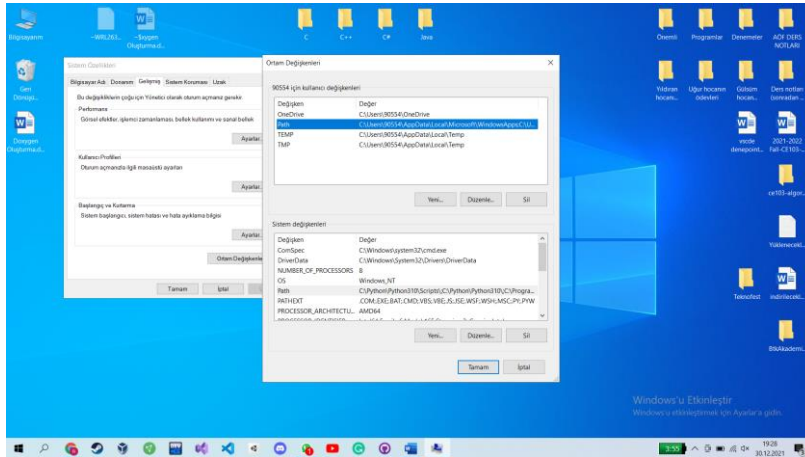 Bilgisayarım
~WRL263...
~$xygen
Oluşturma.d...
C
C++
C#
Java
Önemli
Programlar
Denemeler
ADF DERS
NOTLARI
Geri
Dönüşü...
Doxygen
Oluşturma.d...
Yıldıran
hocanı...
Uğur hocanın
ödevleri
Gülsüm
hocan...
Ders notları
(sonradan ...
vscde
denepoint...
2021-2022
Fall-CE103-...
ce103-algor...
Yüklenecekl...
Teknofest
indirilecekl...
BtkAkademi...
Sistem Özellikleri
Bilgisayar Adı
Donanım
Gelişmiş
Sistem Koruması
Uzak
Bu değişikliklerin çoğu için Yönetici olarak oturum açmanız gerekir
Performans
Görsel efektler, işlemci zamanlaması, bellek kullanımı ve sanal bellek
Ayarlar...
Kullanıcı Profilleri
Oturum açmanızla ilgili masaüstü ayarları
Ayarlar...
Başlangıç ve Kurtarma
Sistem başlangıcı, sistem hatası ve hata ayıklama bilgisi
Ayarlar...
Ortam Değişkenle
Tamam
İptal
Ortam Değişkenleri
90554 için kullanıcı değişkenleri
Değişken Değer
OneDrive C:\Users\90554\OneDrive
Path C:\Users\90554\AppData\Local\Microsoft\WindowsApps;C:\U...
TEMP C:\Users\90554\AppData\Local\Temp
TMP C:\Users\90554\AppData\Local\Temp
Yeni...
Düzenle...
Sil
Sistem değişkenleri
Değişken Değer
ComSpec C:\Windows\system32\cmd.exe
DriverData C:\Windows\System32\Drivers\DriverData
NUMBER_OF_PROCESSORS 8
OS Windows_NT
Path C:\Python\Python310\Scripts\;C:\Python\Python310\;C:\Progra...
PATHEXT .COM;.EXE;.BAT;.CMD;.VBS;.VBE;.JS;.JSE;.WSF;.WSH;.MSC;.PY;.PYW
PROCESSOR_ARCHITECTU... AMD64
Yeni...
Düzenle...
Sil
Tamam
İptal
Windows'u Etkinleştir
Windows'u etkinleştirmek için Ayarlar'a gidin.
3:55
19:28
30.12.2021